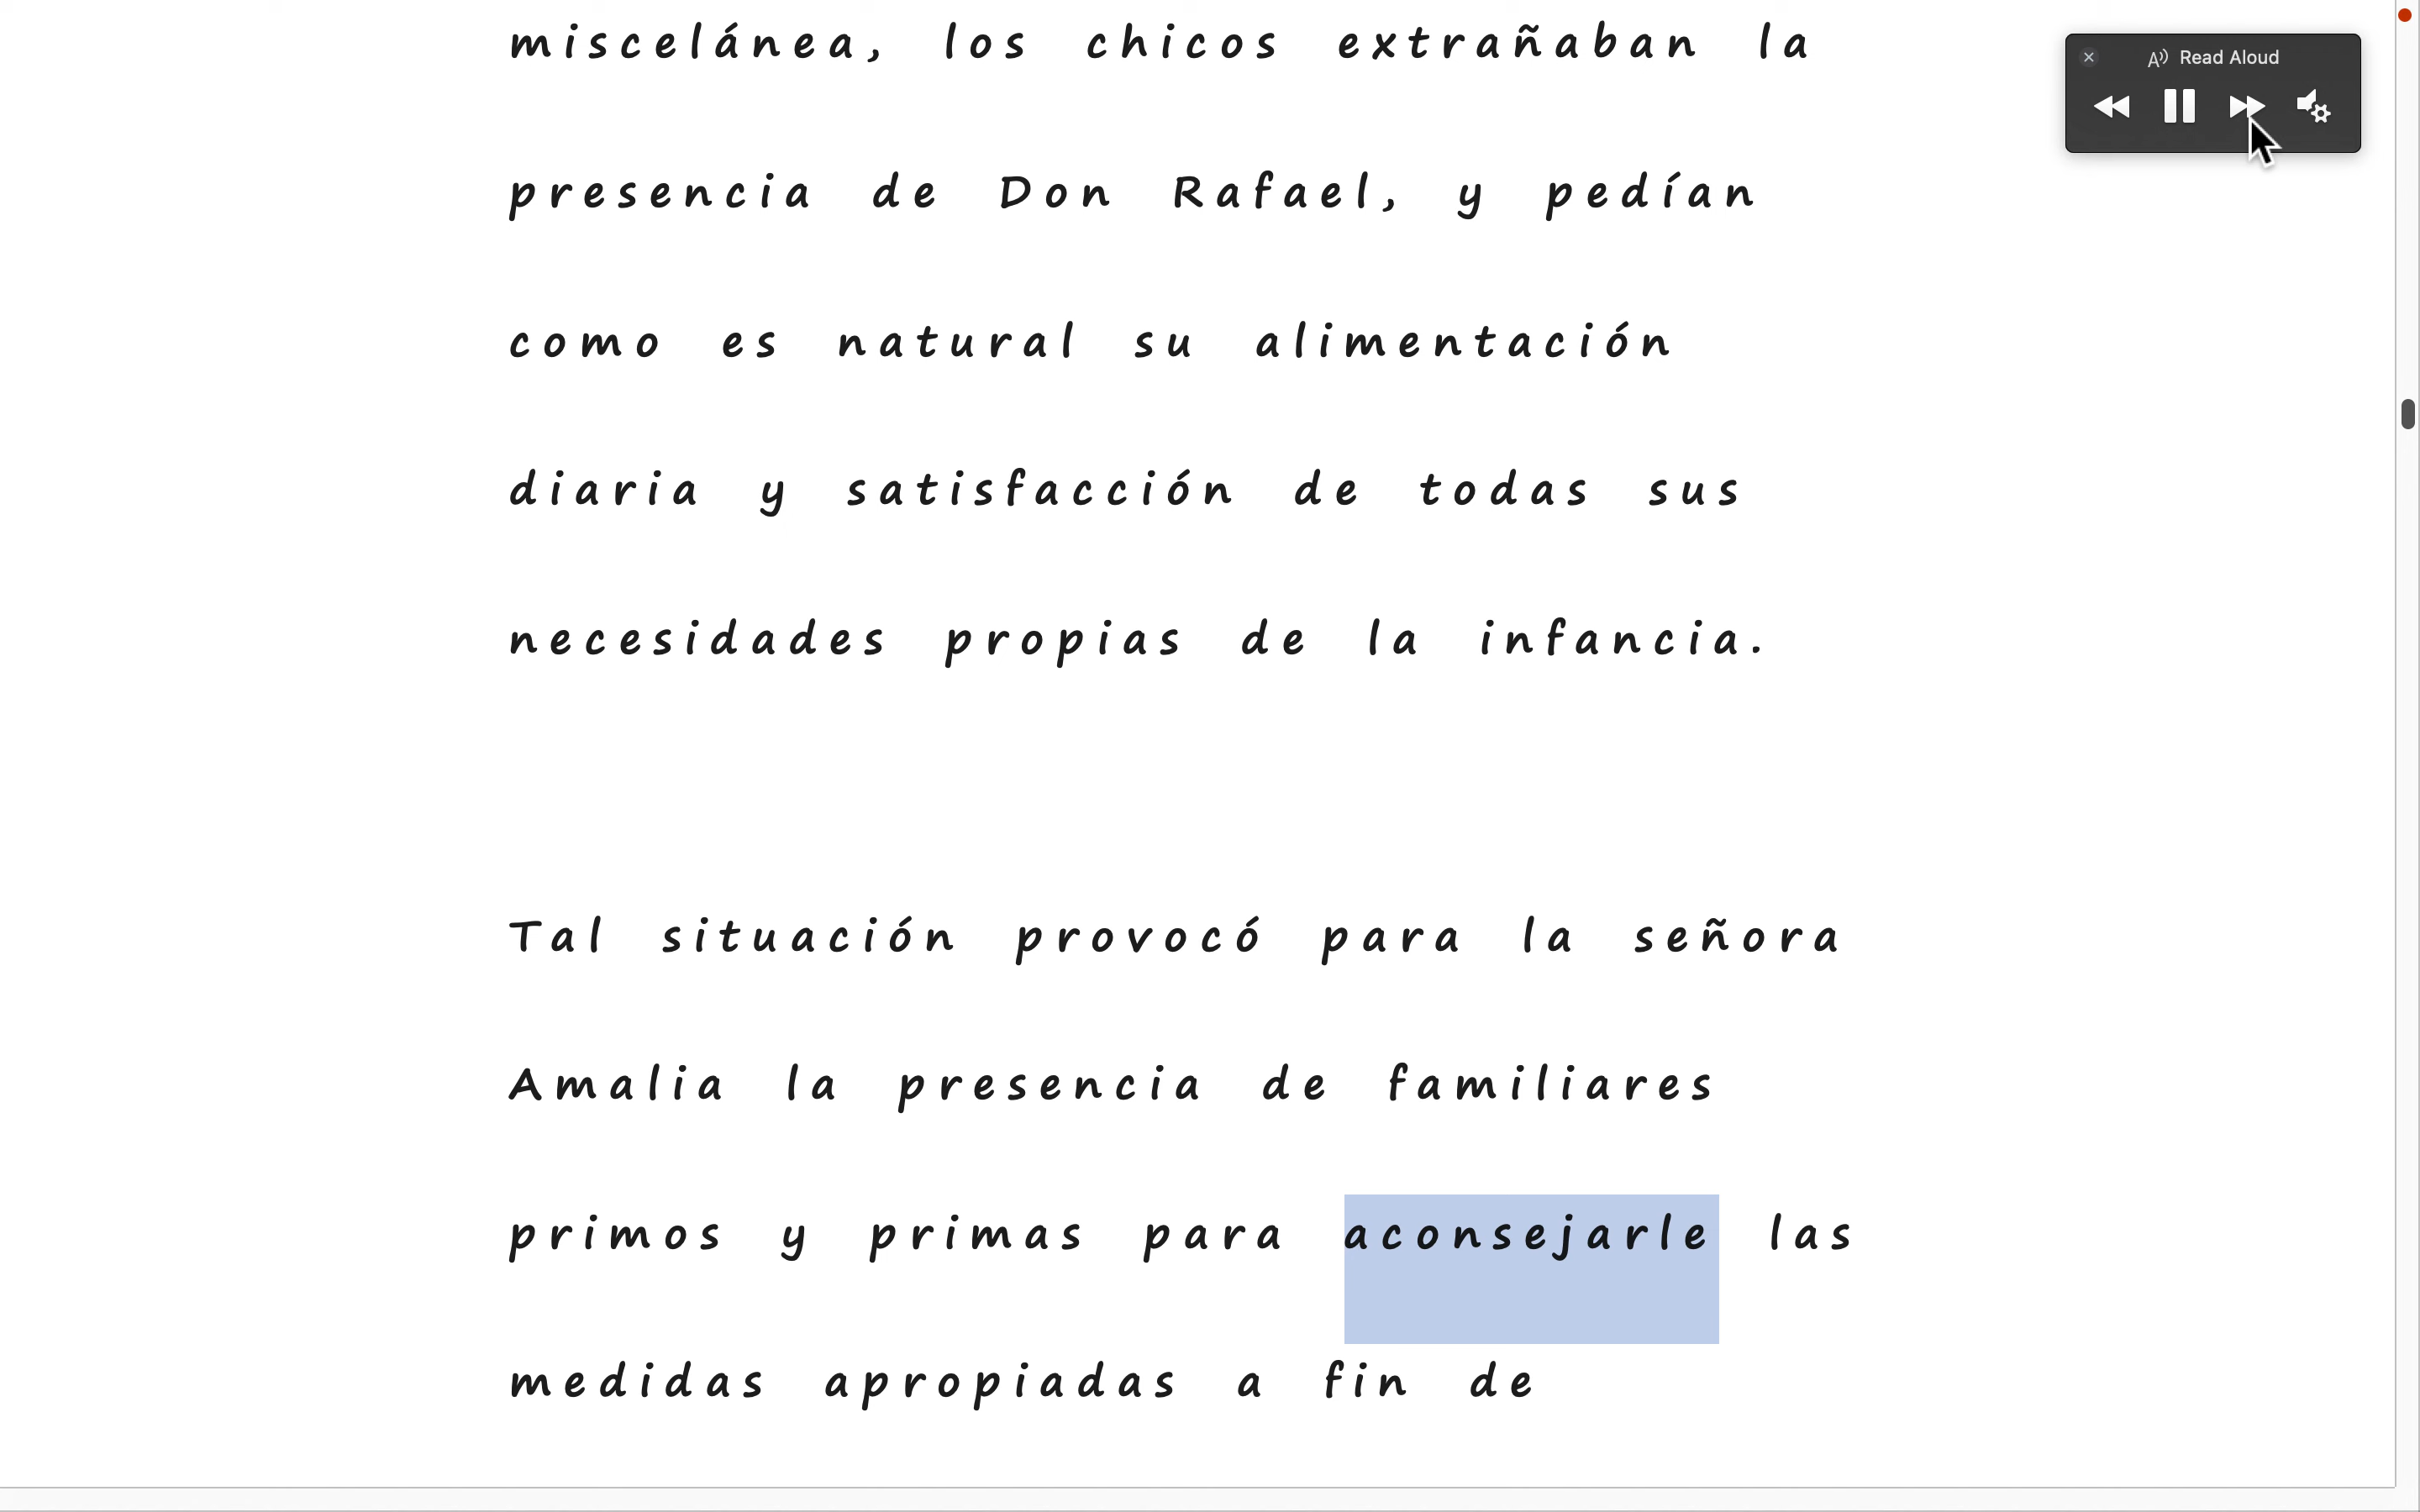 miscelánea, los chicos extrañaban la
presencia de Don Rafael, y pedían
como es natural su alimentación
diaria y satisfacción de todas sus
necesidades propias de la infancia.
Tal situación provocó para la señora
Amalia la presencia de familiares
primos y primas para aconsejarle las
medidas apropiadas a fin de
Read Aloud